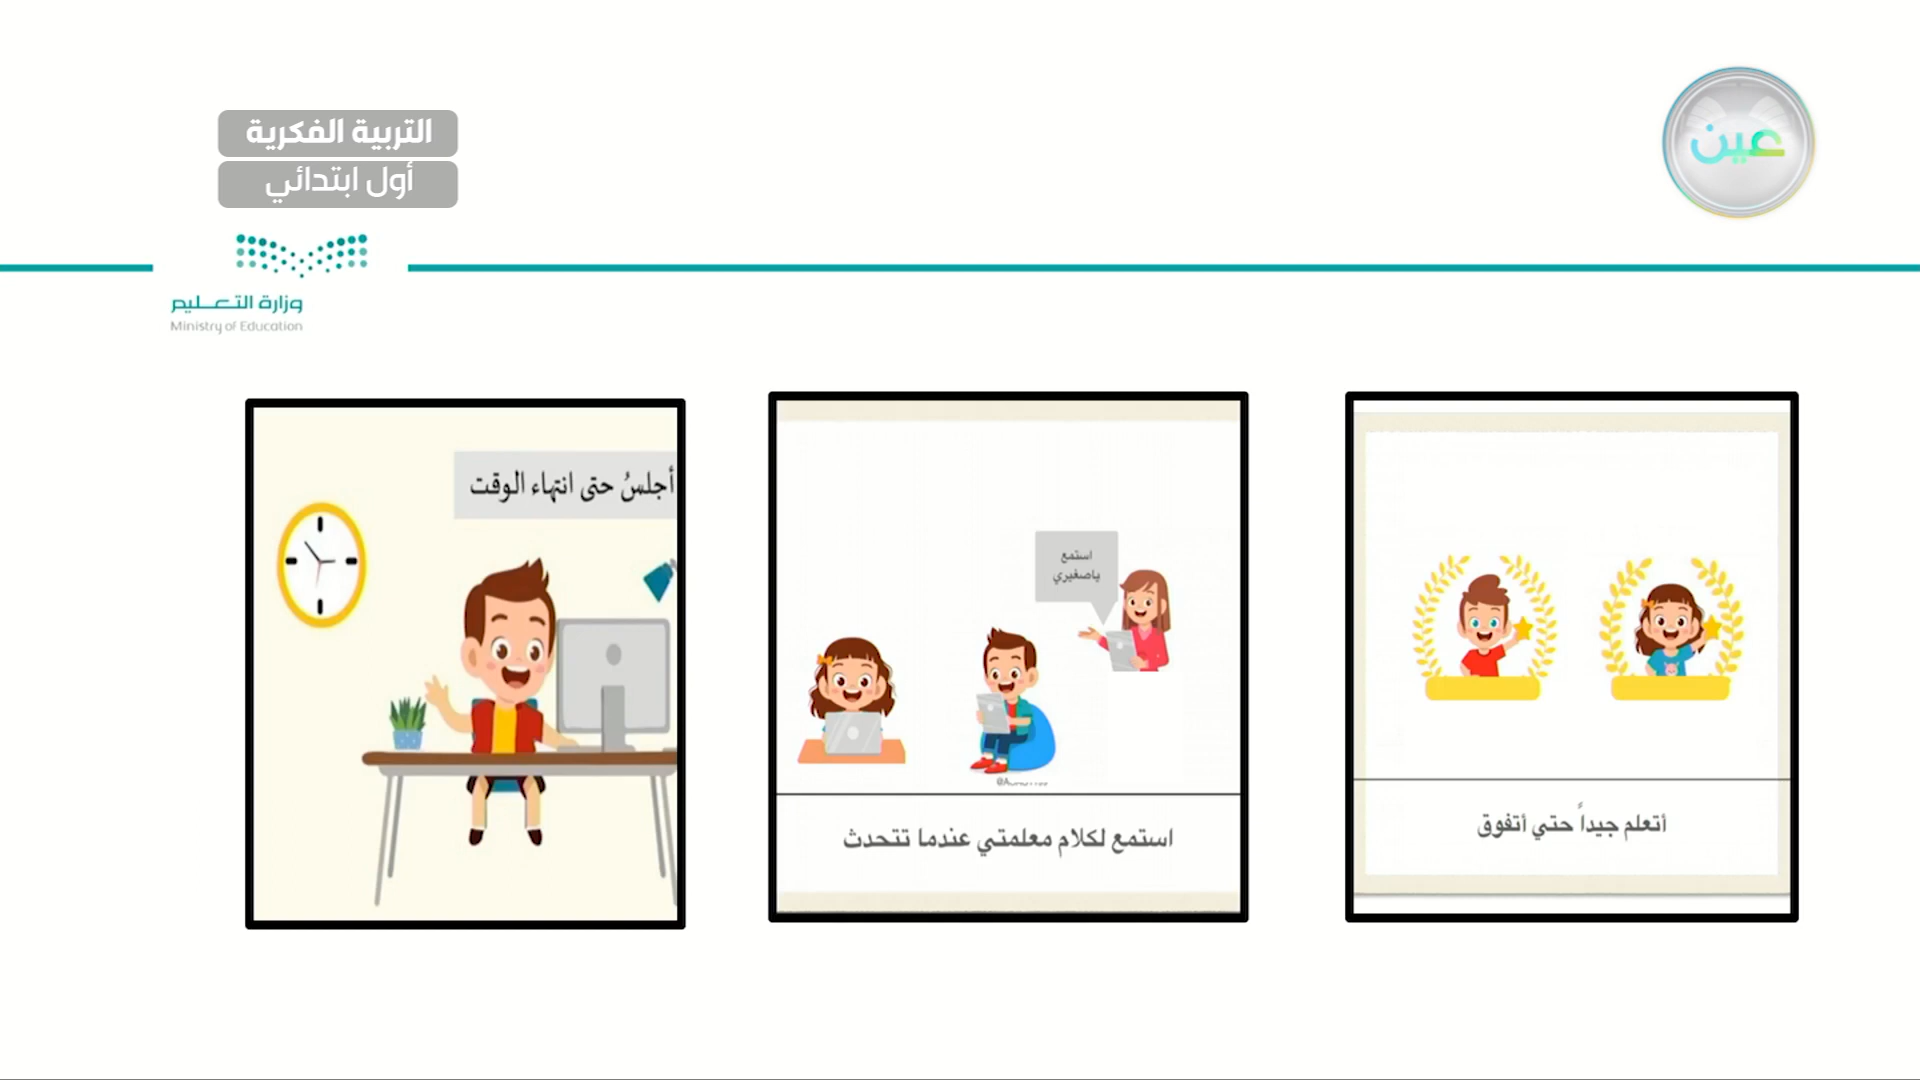 عين
التربية الفكرية
أول ابتدائي
وزارة التعليم
Ministry of Education
استمع
ياصغيري
أتعلم جيداً حتي أتفوق
استمع لكلام معلمتي عندما تتحدث
أجلسُ حتى انتهاء الوقت